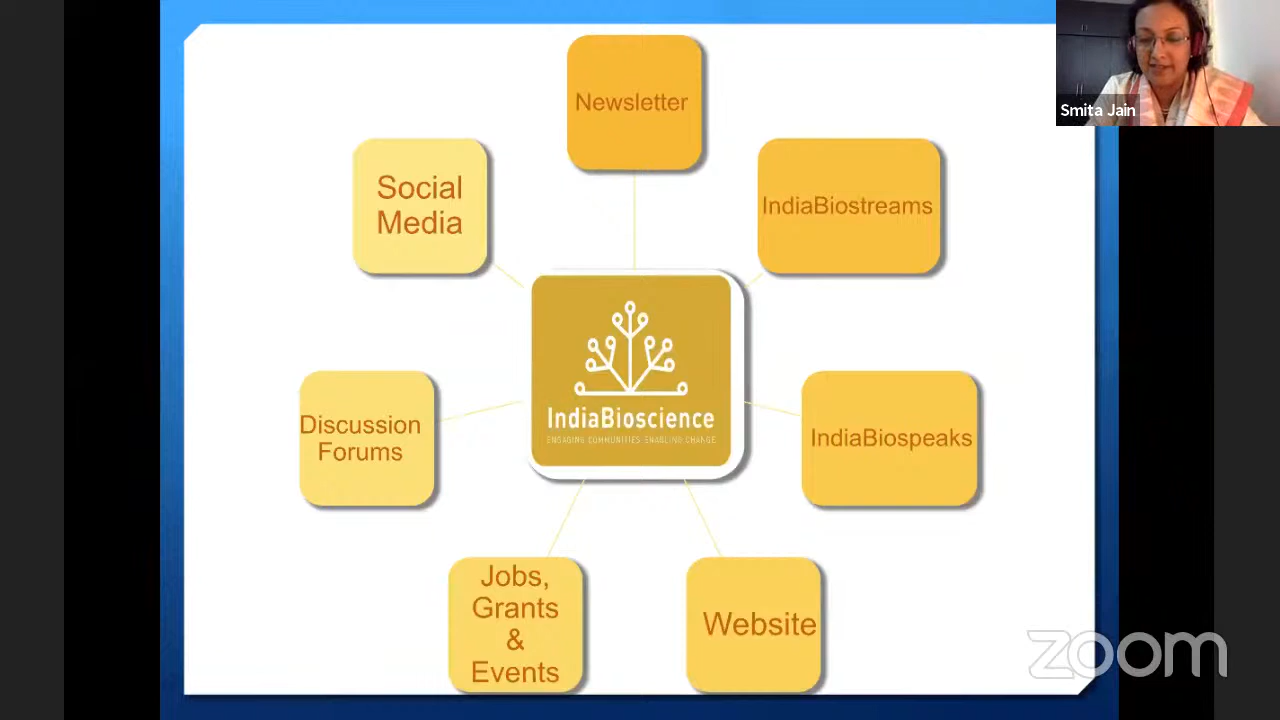 Newsletter
Smita Jain
Social
Media
IndiaBiostreams
IndiaBioscience
ENGAGING COMMUNITIES ENABLING CHANGE
Discussion
Forums
IndiaBiospeaks
Jobs,
Grants
&
Events
Website
zoom